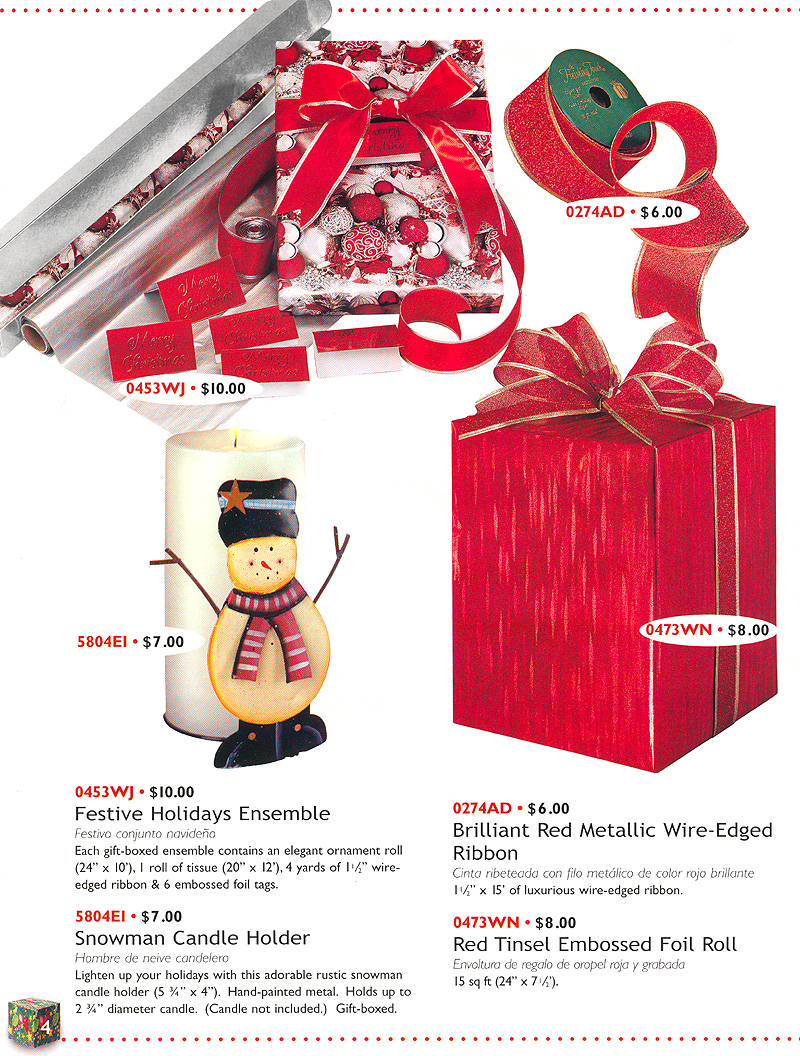 0274AD • $6.00
Merry
Christmas
Merry
Christmas
Merry
Christmas
Merry
Christmas
Merry
Christmas
0453WJ • $10.00
5804EI • $7.00
0473WN • $8.00
0453WJ • $10.00
Festive Holidays Ensemble
Festivo conjunto navideño
Each gift-boxed ensemble contains an elegant ornament roll
(24” x 10’), 1 roll of tissue (20” x 12’), 4 yards of 1 1/2” wire-
edged ribbon & 6 embossed foil tags.
5804EI • $7.00
Snowman Candle Holder
Hombre de neive candelero
Lighten up your holidays with this adorable rustic snowman
candle holder (5 ¾” x 4”). Hand-painted metal. Holds up to
2 ¾” diameter candle. (Candle not included.) Gift-boxed.
0274AD • $6.00
Brilliant Red Metallic Wire-Edged
Ribbon
Cinta ribeteada con filo metálico de color rojo brillante
1 1/2” x 15’ of luxurious wire-edged ribbon.
0473WN • $8.00
Red Tinsel Embossed Foil Roll
Envoltura de regalo de oropel roja y grabada
15 sq ft (24” x 7 1/2’).
4